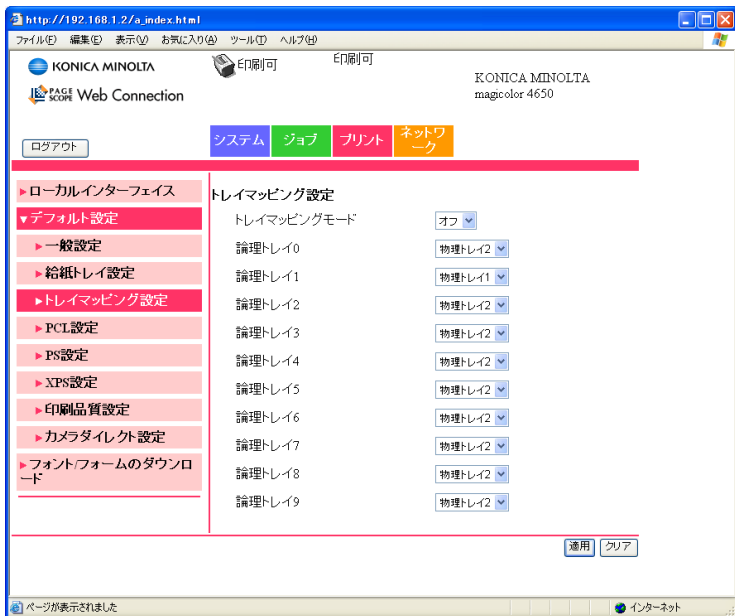 http://192.168.1.2/a_index.html
ファイル(F) 編集(E) 表示(V) お気に入り(A) ツール(T) ヘルプ(H)
KONICA MINOLTA
印刷可
印刷可
KONICA MINOLTA
magicolor 4650
PAGE SCOPE Web Connection
ログアウト
システム
ジョブ
プリント
ネットワ
ーク
ローカルインターフェイス
デフォルト設定
一般設定
給紙トレイ設定
トレイマッピング設定
PCL設定
PS設定
XPS設定
印刷品質設定
カメラダイレクト設定
フォント/フォームのダウンロ
ード
トレイマッピング設定
トレイマッピングモード オフ
論理トレイ0 物理トレイ2
論理トレイ1 物理トレイ1
論理トレイ2 物理トレイ2
論理トレイ3 物理トレイ2
論理トレイ4 物理トレイ2
論理トレイ5 物理トレイ2
論理トレイ6 物理トレイ2
論理トレイ7 物理トレイ2
論理トレイ8 物理トレイ2
論理トレイ9 物理トレイ2
適用 クリア
ページが表示されました
インターネット